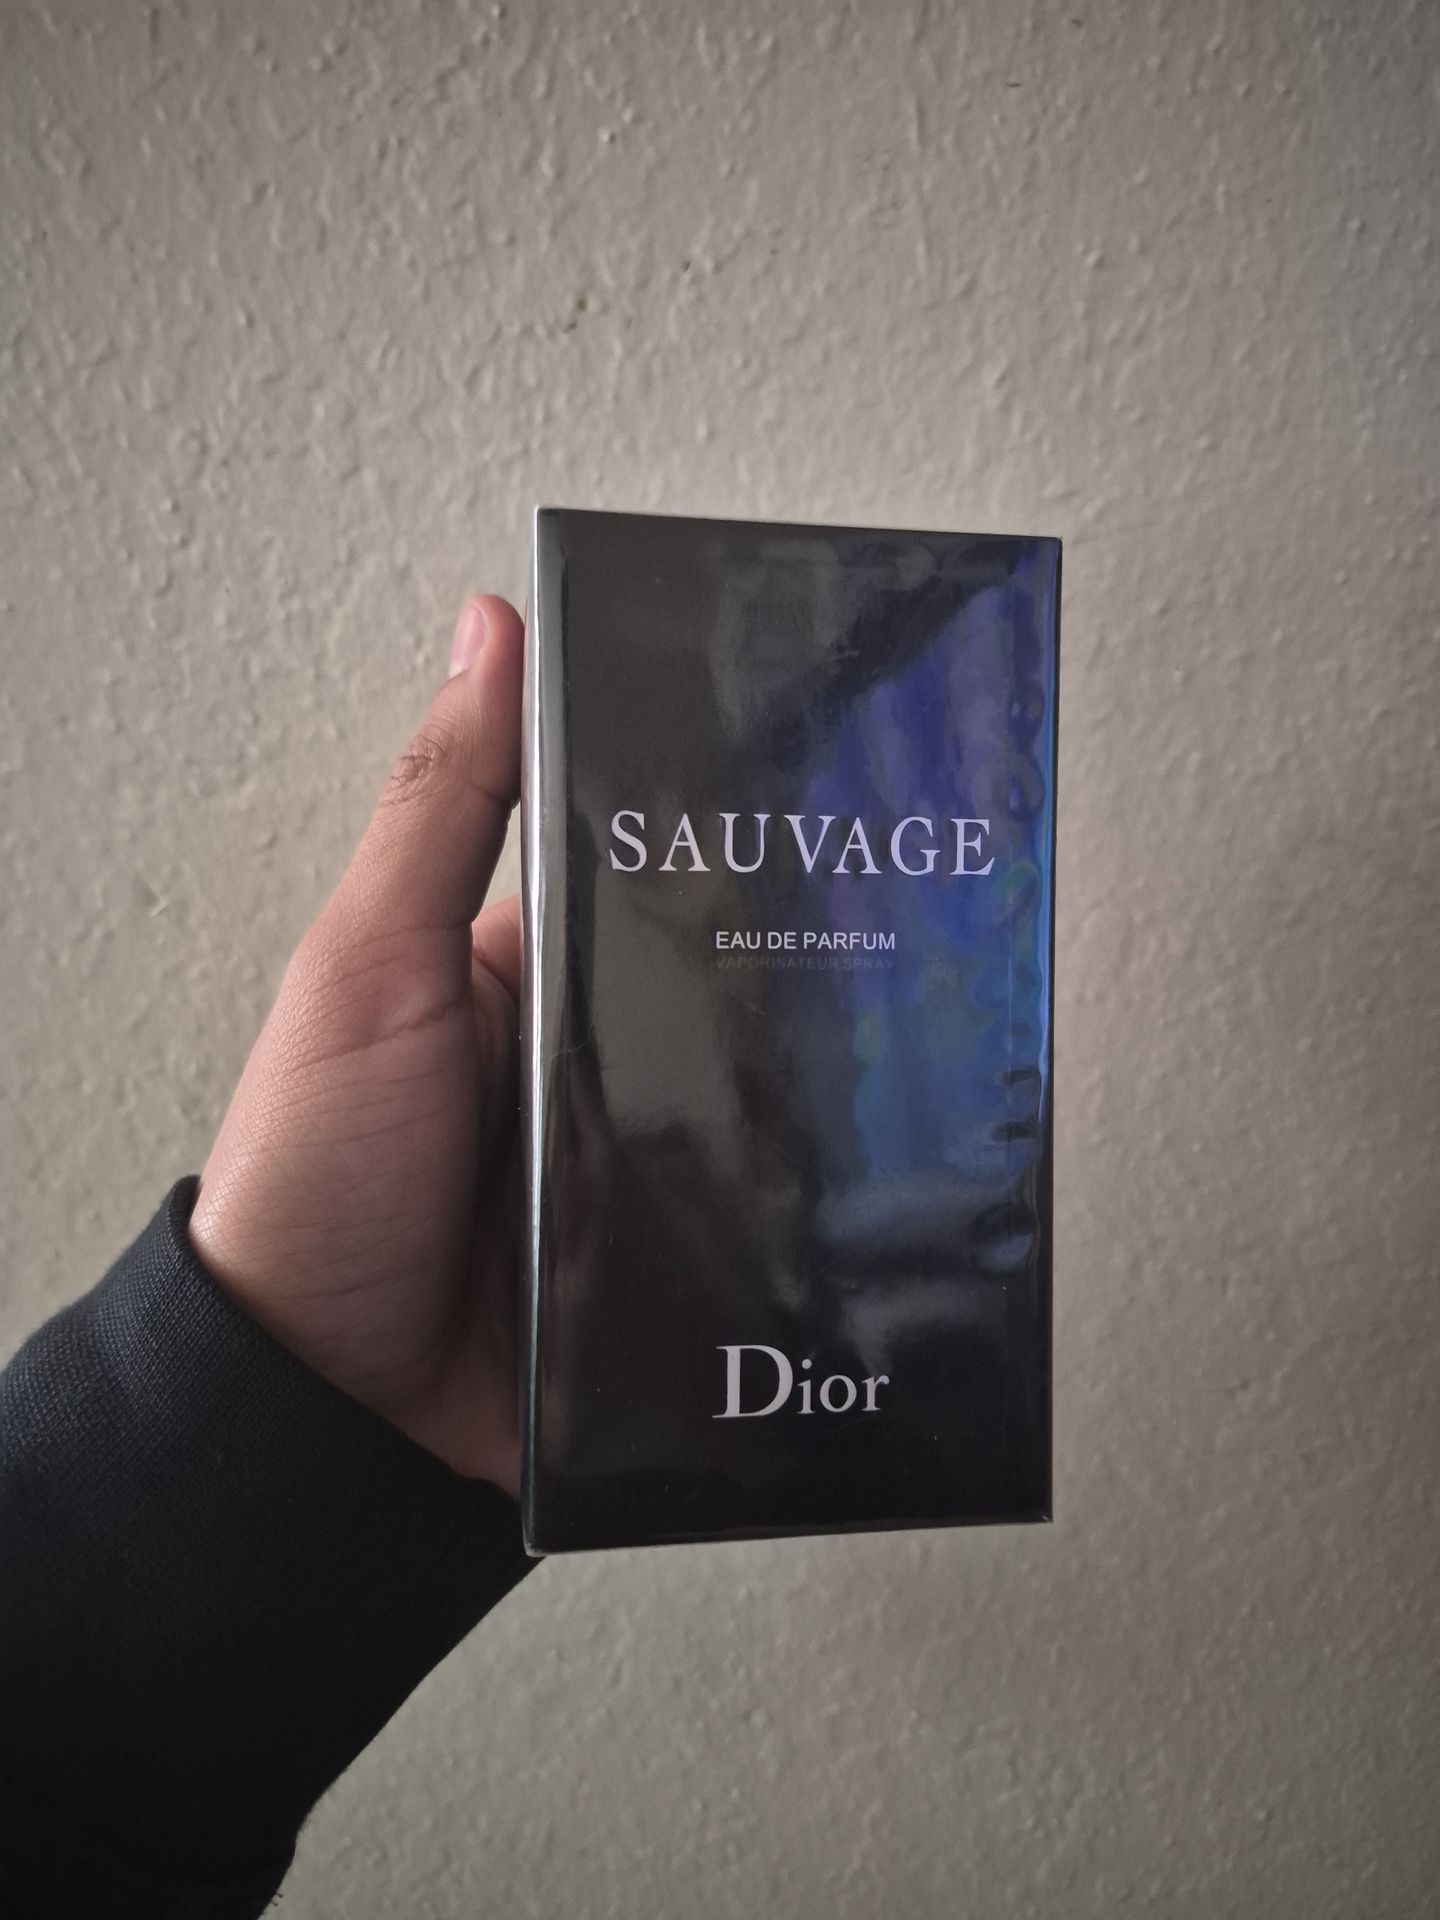 SAUVAGE
EAU DE PARFUM
VAPORISATEUR SPRAY
Dior